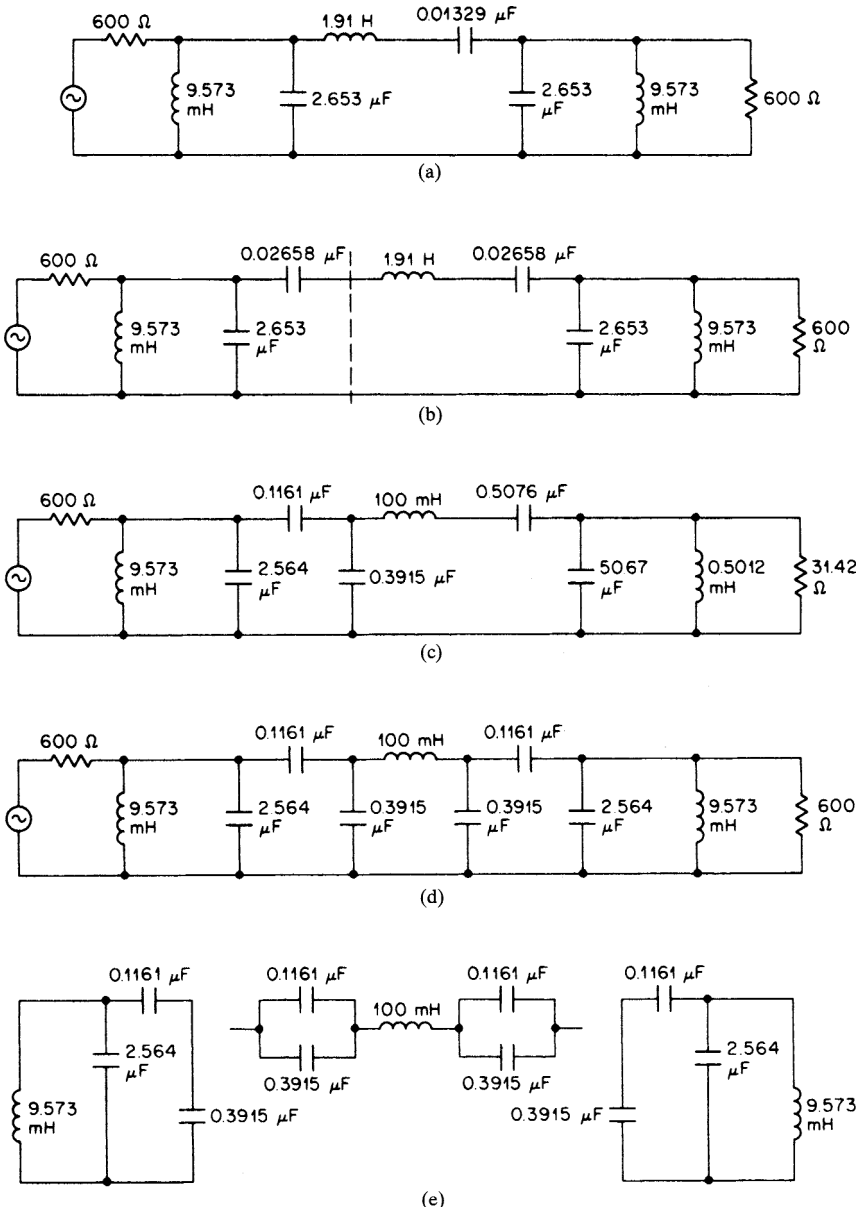 600 Ω
1.91 H
0.01329 μF
9.573
mH
2.653 μF
2.653
μF
9.573
mH
600 Ω
(a)
600 Ω
0.02658 μF
1.91 H
0.02658 μF
9.573
mH
2.653
μF
2.653
μF
9.573
mH
600
Ω
(b)
600 Ω
0.1161 μF
100 mH
0.5076 μF
9.573
mH
2.564
μF
0.3915 μF
5067
μF
0.5012
mH
31.42
Ω
(c)
600 Ω
0.1161 μF
100 mH
0.1161 μF
9.573
mH
2.564
μF
0.3915
μF
0.3915
μF
2.564
μF
9.573
mH
600
Ω
(d)
0.1161 μF
0.1161 μF
100 mH
0.1161 μF
0.1161 μF
2.564
μF
9.573
mH
0.3915 μF
0.3915 μF
0.3915 μF
0.3915 μF
2.564
μF
9.573
mH
(e)